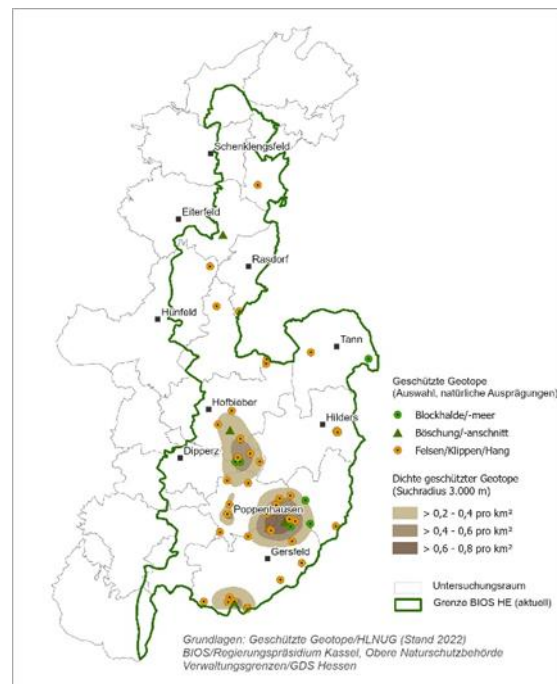 Schenklengsfeld
Eiterfeld
Rasdorf
Hünfeld
Tann
Geschützte Geotope
(Auswahl, natürliche Ausprägungen)
Blockhalde/-meer
Böschung/-anschnitt
Felsen/Klippen/Hang
Hofbieber
Hilders
Dipperz
Dichte geschützter Geotope
(Suchradius 3.000 m)
> 0,2 - 0,4 pro km²
> 0,4 - 0,6 pro km²
> 0,6 - 0,8 pro km²
Poppenhausen
Gersfeld
Untersuchungsraum
Grenze BIOS HE (aktuell)
Grundlagen: Geschützte Geotope/HLNUG (Stand 2022)
BIOS/Regierungspräsidium Kassel, Obere Naturschutzbehörde
Verwaltungsgrenzen/GDS Hessen